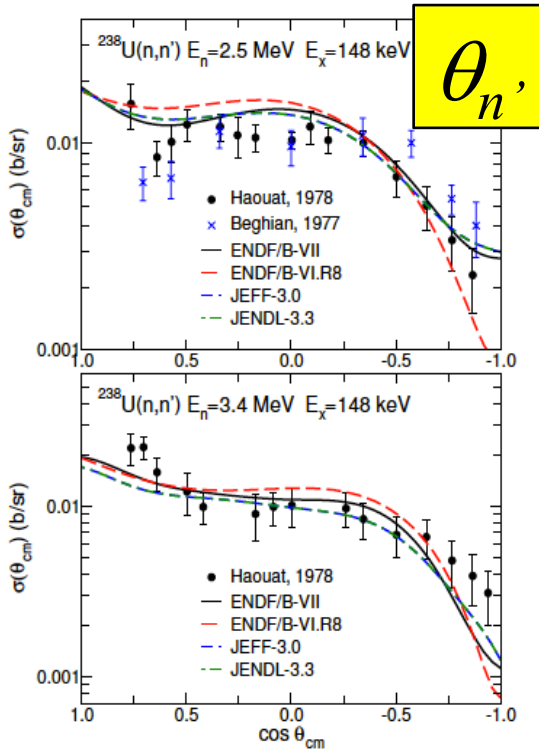 ²³⁸U(n,n') Eₙ=2.5 MeV Eₓ=148 keV
θₙ'
σ(θcm) (b/sr)
0.01
0.001
Haouat, 1978
Beghian, 1977
ENDF/B-VII
ENDF/B-VI.R8
JEFF-3.0
JENDL-3.3
1.0 0.5 0.0 -0.5 -1.0
²³⁸U(n,n') Eₙ=3.4 MeV Eₓ=148 keV
σ(θcm) (b/sr)
0.01
0.001
Haouat, 1978
ENDF/B-VII
ENDF/B-VI.R8
JEFF-3.0
JENDL-3.3
1.0 0.5 0.0 -0.5 -1.0
cos θcm